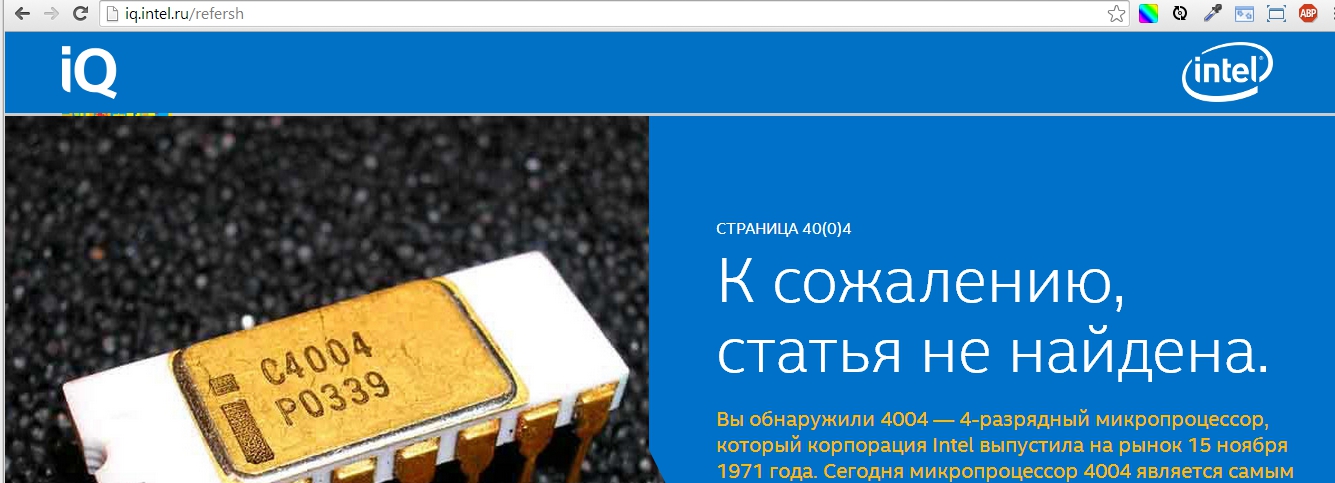 iq.intel.ru/refersh
ABP
iQ
intel
СТРАНИЦА 40(0)4
К сожалению,
статья не найдена.
C4004
P0339
Вы обнаружили 4004 — 4-разрядный микропроцессор,
который корпорация Intel выпустила на рынок 15 ноября
1971 года. Сегодня микропроцессор 4004 является самым